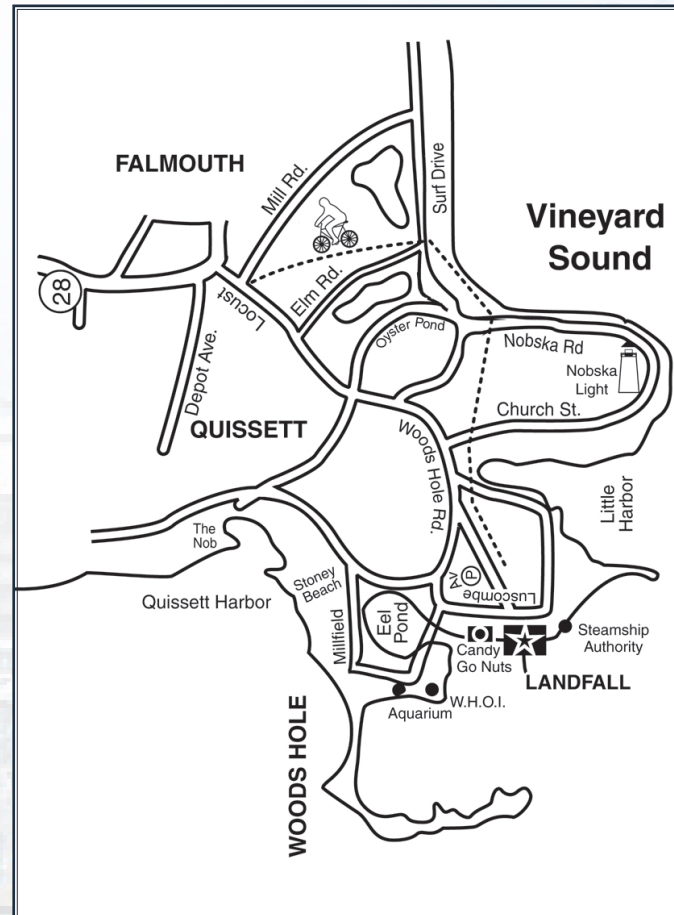 FALMOUTH
Mill Rd.
Surf Drive
Vineyard
Sound
28
Locust
Elm Rd.
Oyster Pond
Nobska Rd
Nobska
Light
Depot Ave.
QUISSETT
Church St.
Woods Hole Rd.
Little
Harbor
The
Nob
Quissett Harbor
Stoney
Beach
Millfield
Eel
Pond
Av
P
Luscombe
Candy
Go Nuts
Steamship
Authority
LANDFALL
W.H.O.I.
Aquarium
WOODS HOLE